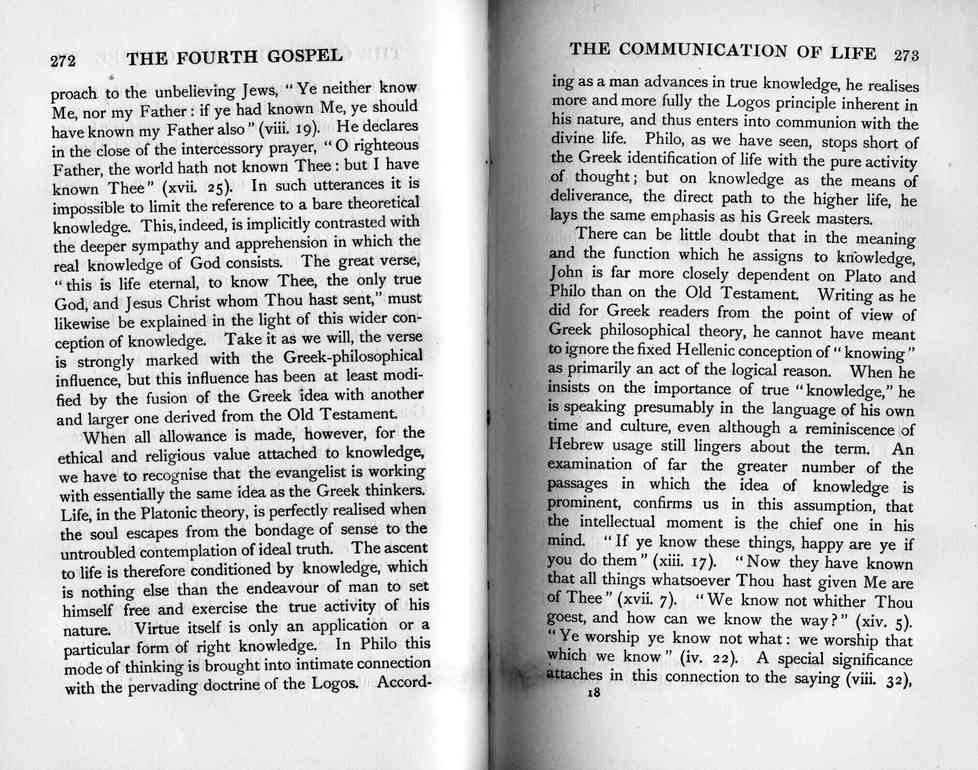 272 THE FOURTH GOSPEL
proach to the unbelieving Jews, “ Ye neither know
Me, nor my Father : if ye had known Me, ye should
have known my Father also ” (viii. 19). He declares
in the close of the intercessory prayer, “ O righteous
Father, the world hath not known Thee : but I have
known Thee” (xvii. 25). In such utterances it is
impossible to limit the reference to a bare theoretical
knowledge. This, indeed, is implicitly contrasted with
the deeper sympathy and apprehension in which the
real knowledge of God consists. The great verse,
“ this is life eternal, to know Thee, the only true
God, and Jesus Christ whom Thou hast sent,” must
likewise be explained in the light of this wider con-
ception of knowledge. Take it as we will, the verse
is strongly marked with the Greek-philosophical
influence, but this influence has been at least modi-
fied by the fusion of the Greek idea with another
and larger one derived from the Old Testament.
When all allowance is made, however, for the
ethical and religious value attached to knowledge,
we have to recognise that the evangelist is working
with essentially the same idea as the Greek thinkers.
Life, in the Platonic theory, is perfectly realised when
the soul escapes from the bondage of sense to the
untroubled contemplation of ideal truth. The ascent
to life is therefore conditioned by knowledge, which
is nothing else than the endeavour of man to set
himself free and exercise the true activity of his
nature. Virtue itself is only an application or a
particular form of right knowledge. In Philo this
mode of thinking is brought into intimate connection
with the pervading doctrine of the Logos. Accord-
THE COMMUNICATION OF LIFE 273
ing as a man advances in true knowledge, he realises
more and more fully the Logos principle inherent in
his nature, and thus enters into communion with the
divine life. Philo, as we have seen, stops short of
the Greek identification of life with the pure activity
of thought ; but on knowledge as the means of
deliverance, the direct path to the higher life, he
lays the same emphasis as his Greek masters.
There can be little doubt that in the meaning
and the function which he assigns to knowledge,
John is far more closely dependent on Plato and
Philo than on the Old Testament. Writing as he
did for Greek readers from the point of view of
Greek philosophical theory, he cannot have meant
to ignore the fixed Hellenic conception of “ knowing ”
as primarily an act of the logical reason. When he
insists on the importance of true “ knowledge,” he
is speaking presumably in the language of his own
time and culture, even although a reminiscence of
Hebrew usage still lingers about the term. An
examination of far the greater number of the
passages in which the idea of knowledge is
prominent, confirms us in this assumption, that
the intellectual moment is the chief one in his
mind. “ If ye know these things, happy are ye if
you do them ” (xiii. 17). “ Now they have known
that all things whatsoever Thou hast given Me are
of Thee ” (xvii. 7). “ We know not whither Thou
goest, and how can we know the way ? ” (xiv. 5).
“ Ye worship ye know not what : we worship that
which we know ” (iv. 22). A special significance
attaches in this connection to the saying (viii. 32),
18